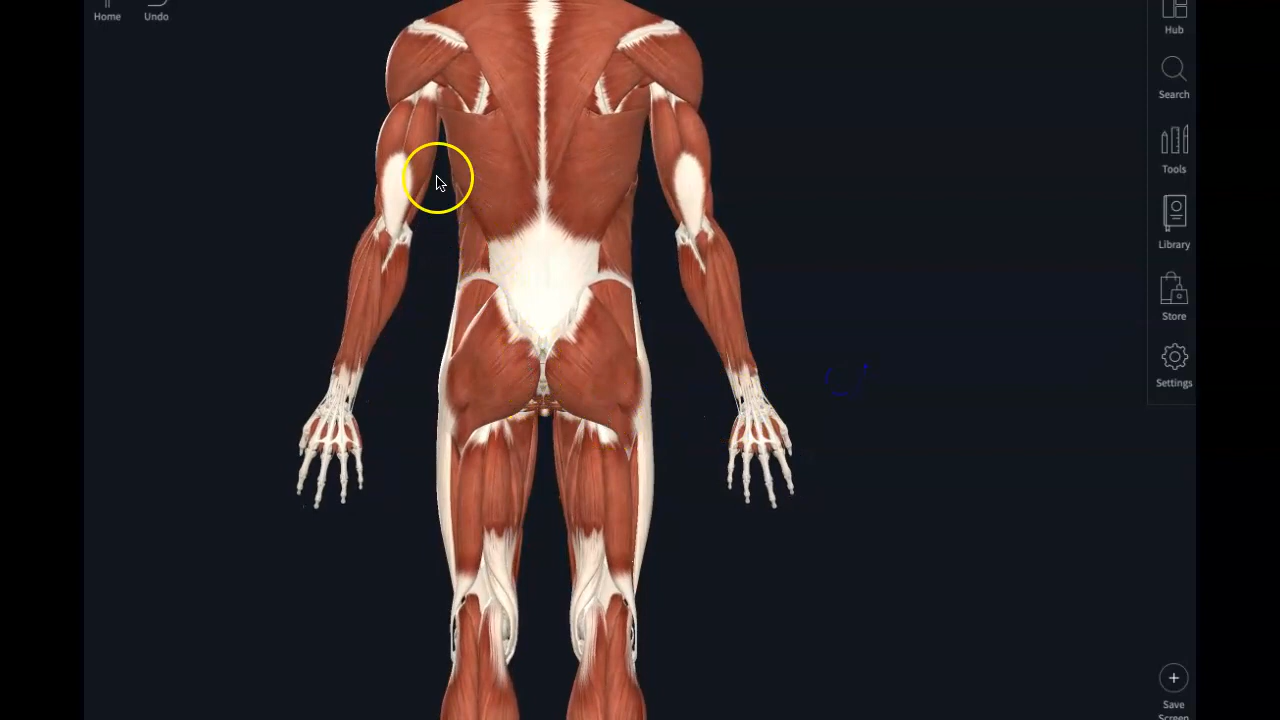 Home
Undo
Hub
Search
Tools
Library
Store
Settings
Save
Screen